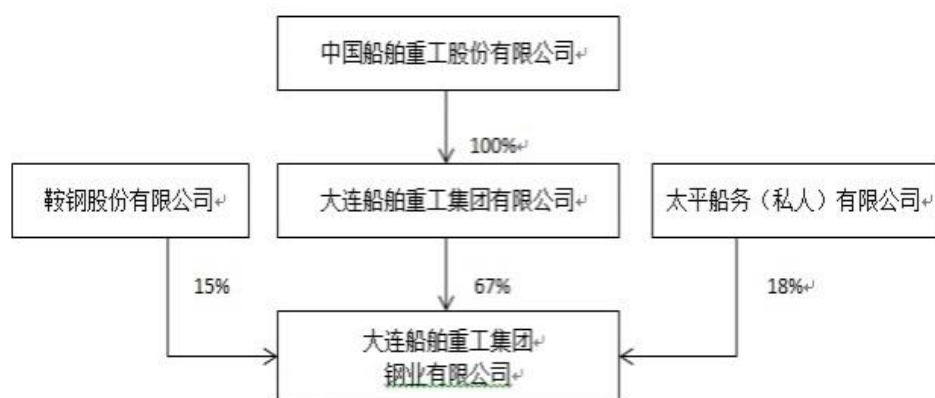 中国船舶重工股份有限公司
100%
鞍钢股份有限公司
大连船舶重工集团有限公司
太平船务（私人）有限公司
15%
67%
18%
大连船舶重工集团
钢业有限公司